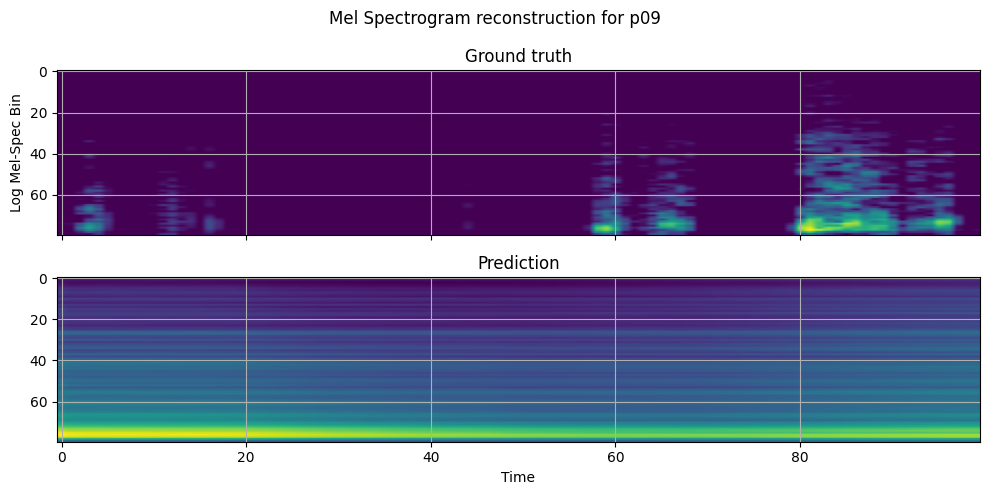 Mel Spectrogram reconstruction for p09
Ground truth
Log Mel-Spec Bin
0
20
40
60
Prediction
0
20
40
60
0 20 40 60 80
Time